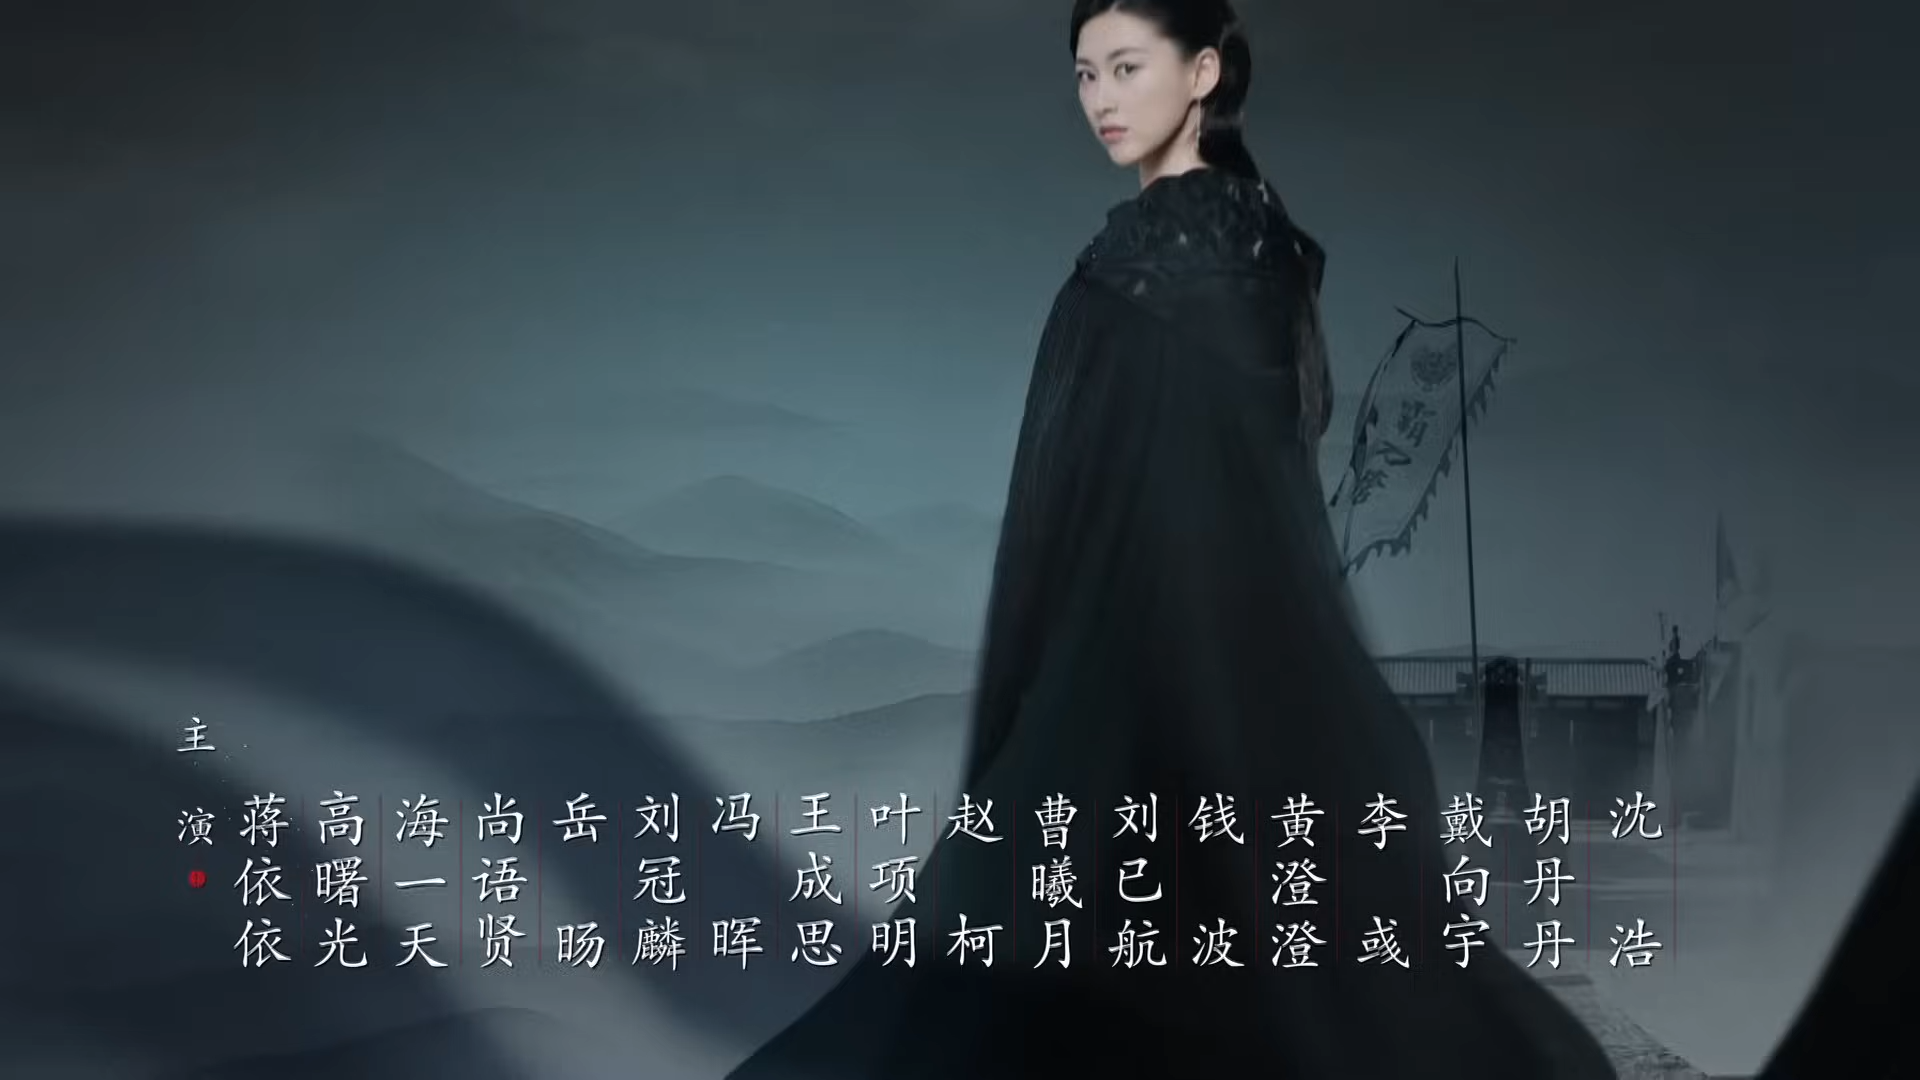 主演
蒋依依
高曙光
海一天
尚语贤
岳旸
刘冠麟
冯晖
王成思
叶项明
赵柯
曹曦月
刘已航
钱波
黄澄澄
李彧
戴向宇
胡丹丹
沈浩